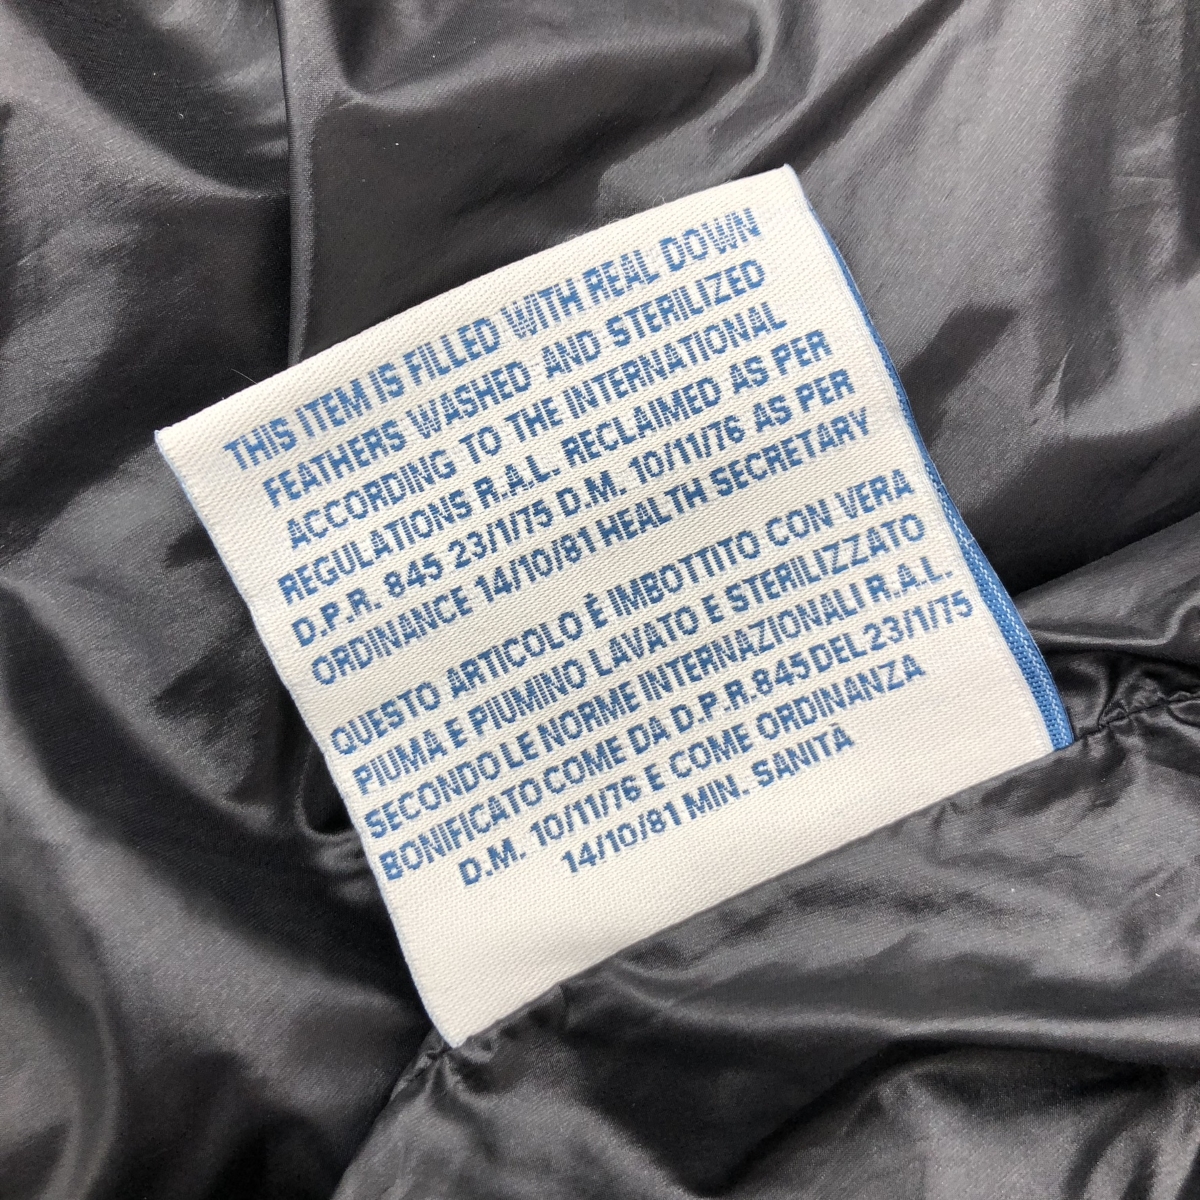 THIS ITEM IS FILLED WITH REAL DOWN
FEATHERS WASHED AND STERILIZED
ACCORDING TO THE INTERNATIONAL
REGULATIONS R.A.L. RECLAIMED AS PER
D.P.R. 845 23/1/75 D.M. 10/11/76 AS PER
ORDINANCE 14/10/81 HEALTH SECRETARY
QUESTO ARTICOLO È IMBOTTITO CON VERA
PIUMA E PIUMINO LAVATO E STERILIZZATO
SECONDO LE NORME INTERNAZIONALI R.A.L.
BONIFICATO COME DA D.P.R.845 DEL 23/1/75
D.M. 10/11/76 E COME ORDINANZA
14/10/81 MIN. SANITÀ